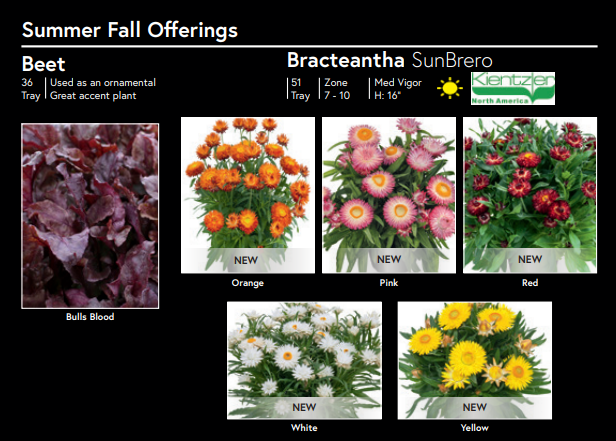 Summer Fall Offerings
Beet
36 Tray | Used as an ornamental
Great accent plant
Bracteantha SunBrero
51 Tray | Zone 7 - 10 | Med Vigor H: 16"
Kientzler
North America
NEW
NEW
NEW
Orange
Pink
Red
Bulls Blood
NEW
NEW
White
Yellow